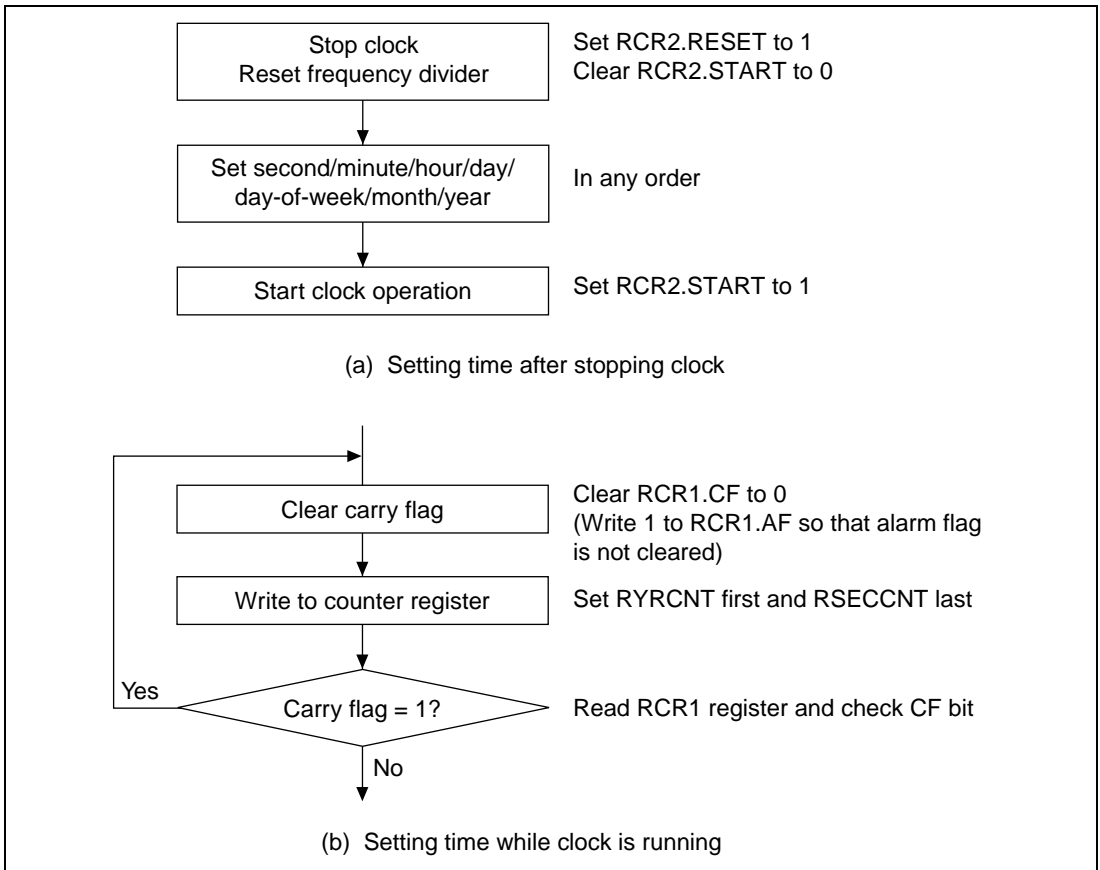 Stop clock
Reset frequency divider
Set RCR2.RESET to 1
Clear RCR2.START to 0
Set second/minute/hour/day/
day-of-week/month/year
In any order
Start clock operation
Set RCR2.START to 1
(a) Setting time after stopping clock
Clear carry flag
Clear RCR1.CF to 0
(Write 1 to RCR1.AF so that alarm flag
is not cleared)
Write to counter register
Set RYRCNT first and RSECCNT last
Yes
Carry flag = 1?
Read RCR1 register and check CF bit
No
(b) Setting time while clock is running